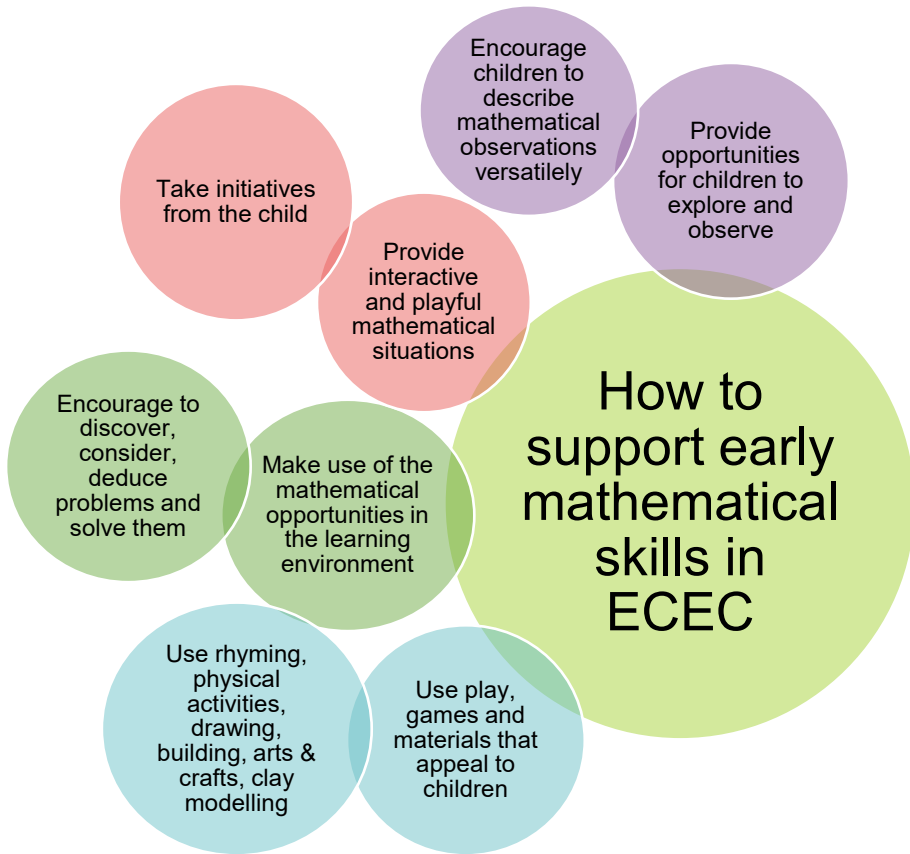 Encourage
children to
describe
mathematical
observations
versatilely
Provide
opportunities
for children to
explore and
observe
Take initiatives
from the child
Provide
interactive
and playful
mathematical
situations
How to
support early
mathematical
skills in
ECEC
Encourage to
discover,
consider,
deduce
problems and
solve them
Make use of the
mathematical
opportunities in
the learning
environment
Use rhyming,
physical
activities,
drawing,
building, arts &
crafts, clay
modelling
Use play,
games and
materials that
appeal to
children